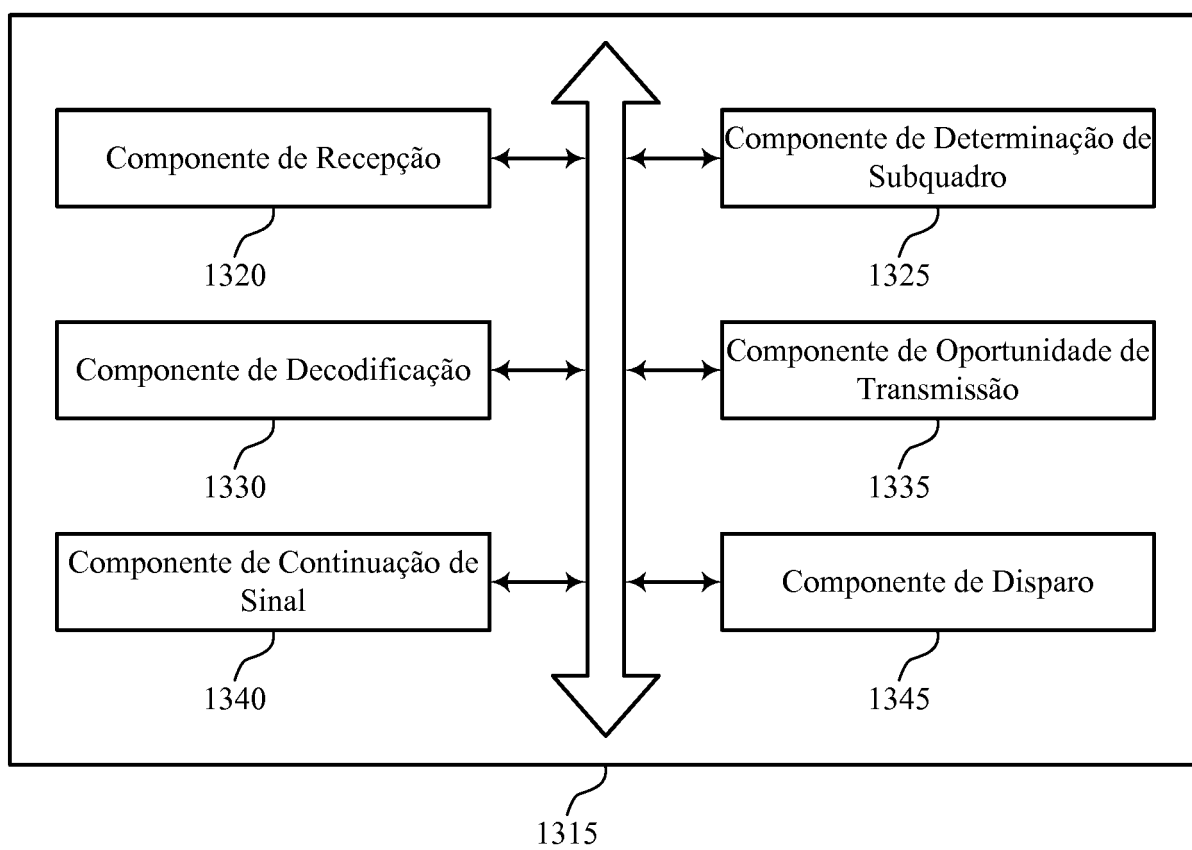 Componente de Recepção
1320
Componente de Determinação de
Subquadro
1325
Componente de Decodificação
1330
Componente de Oportunidade de
Transmissão
1335
Componente de Continuação de
Sinal
1340
Componente de Disparo
1345
1315